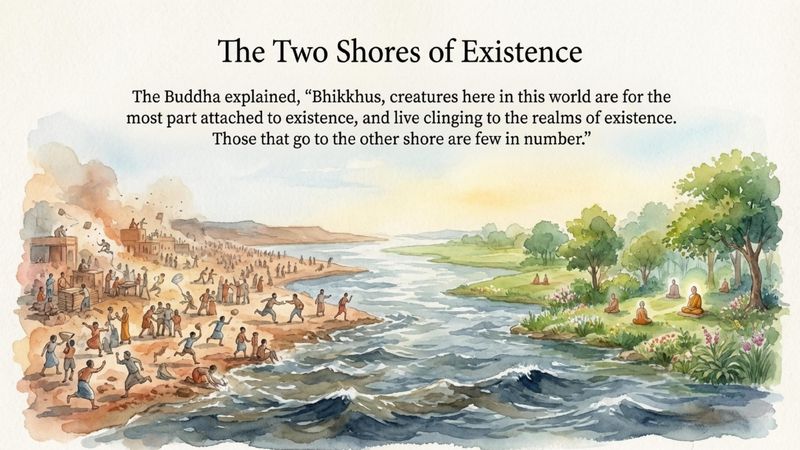 The Two Shores of Existence
The Buddha explained, “Bhikkhus, creatures here in this world are for the
most part attached to existence, and live clinging to the realms of existence.
Those that go to the other shore are few in number.”